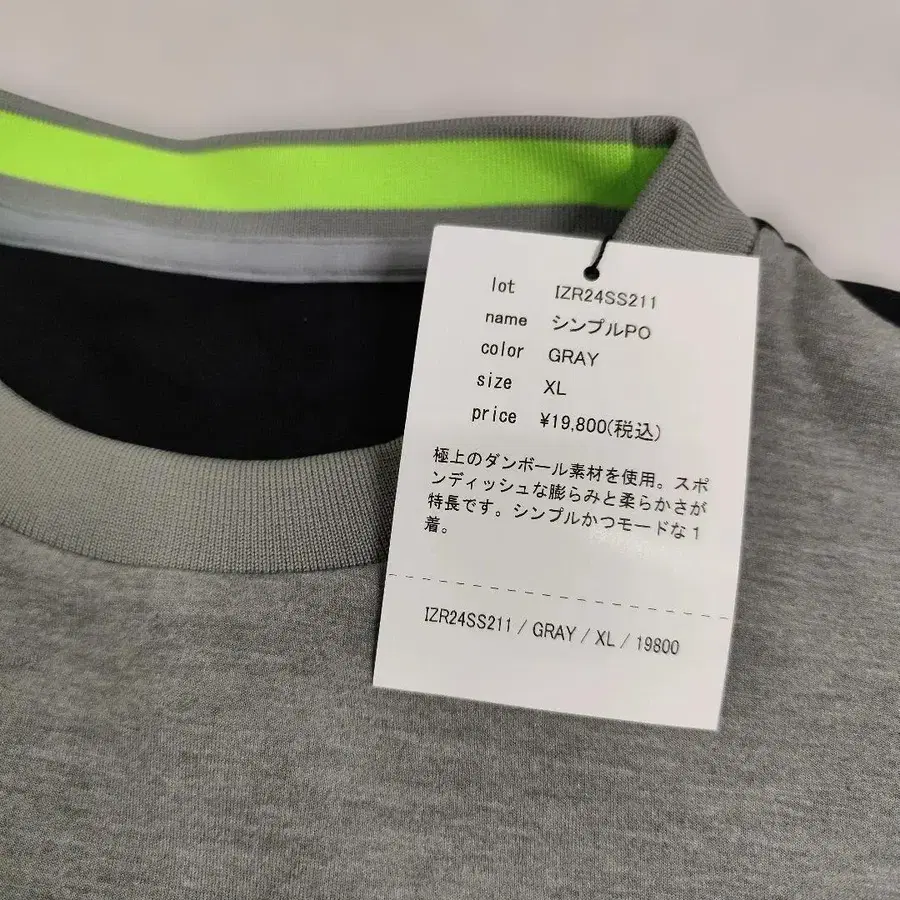 lot IZR24SS211
name シンプルPO
color GRAY
size XL
price ¥19,800(税込)
極上のダンボール素材を使用。スポ
ンディッシュな膨らみと柔らかさが
特長です。シンプルかつモードな1
着。
IZR24SS211 / GRAY / XL / 19800